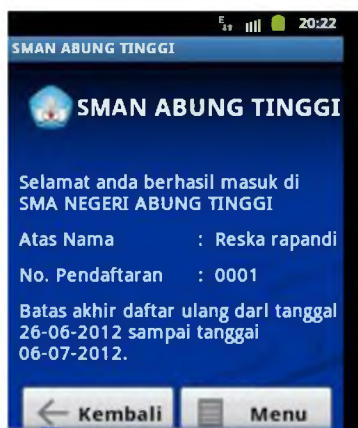 20:22
SMAN ABUNG TINGGI
SMAN ABUNG TINGGI
Selamat anda berhasil masuk di
SMA NEGERI ABUNG TINGGI
Atas Nama : Reska rapandi
No. Pendaftaran : 0001
Batas akhir daftar ulang darI tanggal
26-06-2012 sampai tanggai
06-07-2012.
Kembali Menu